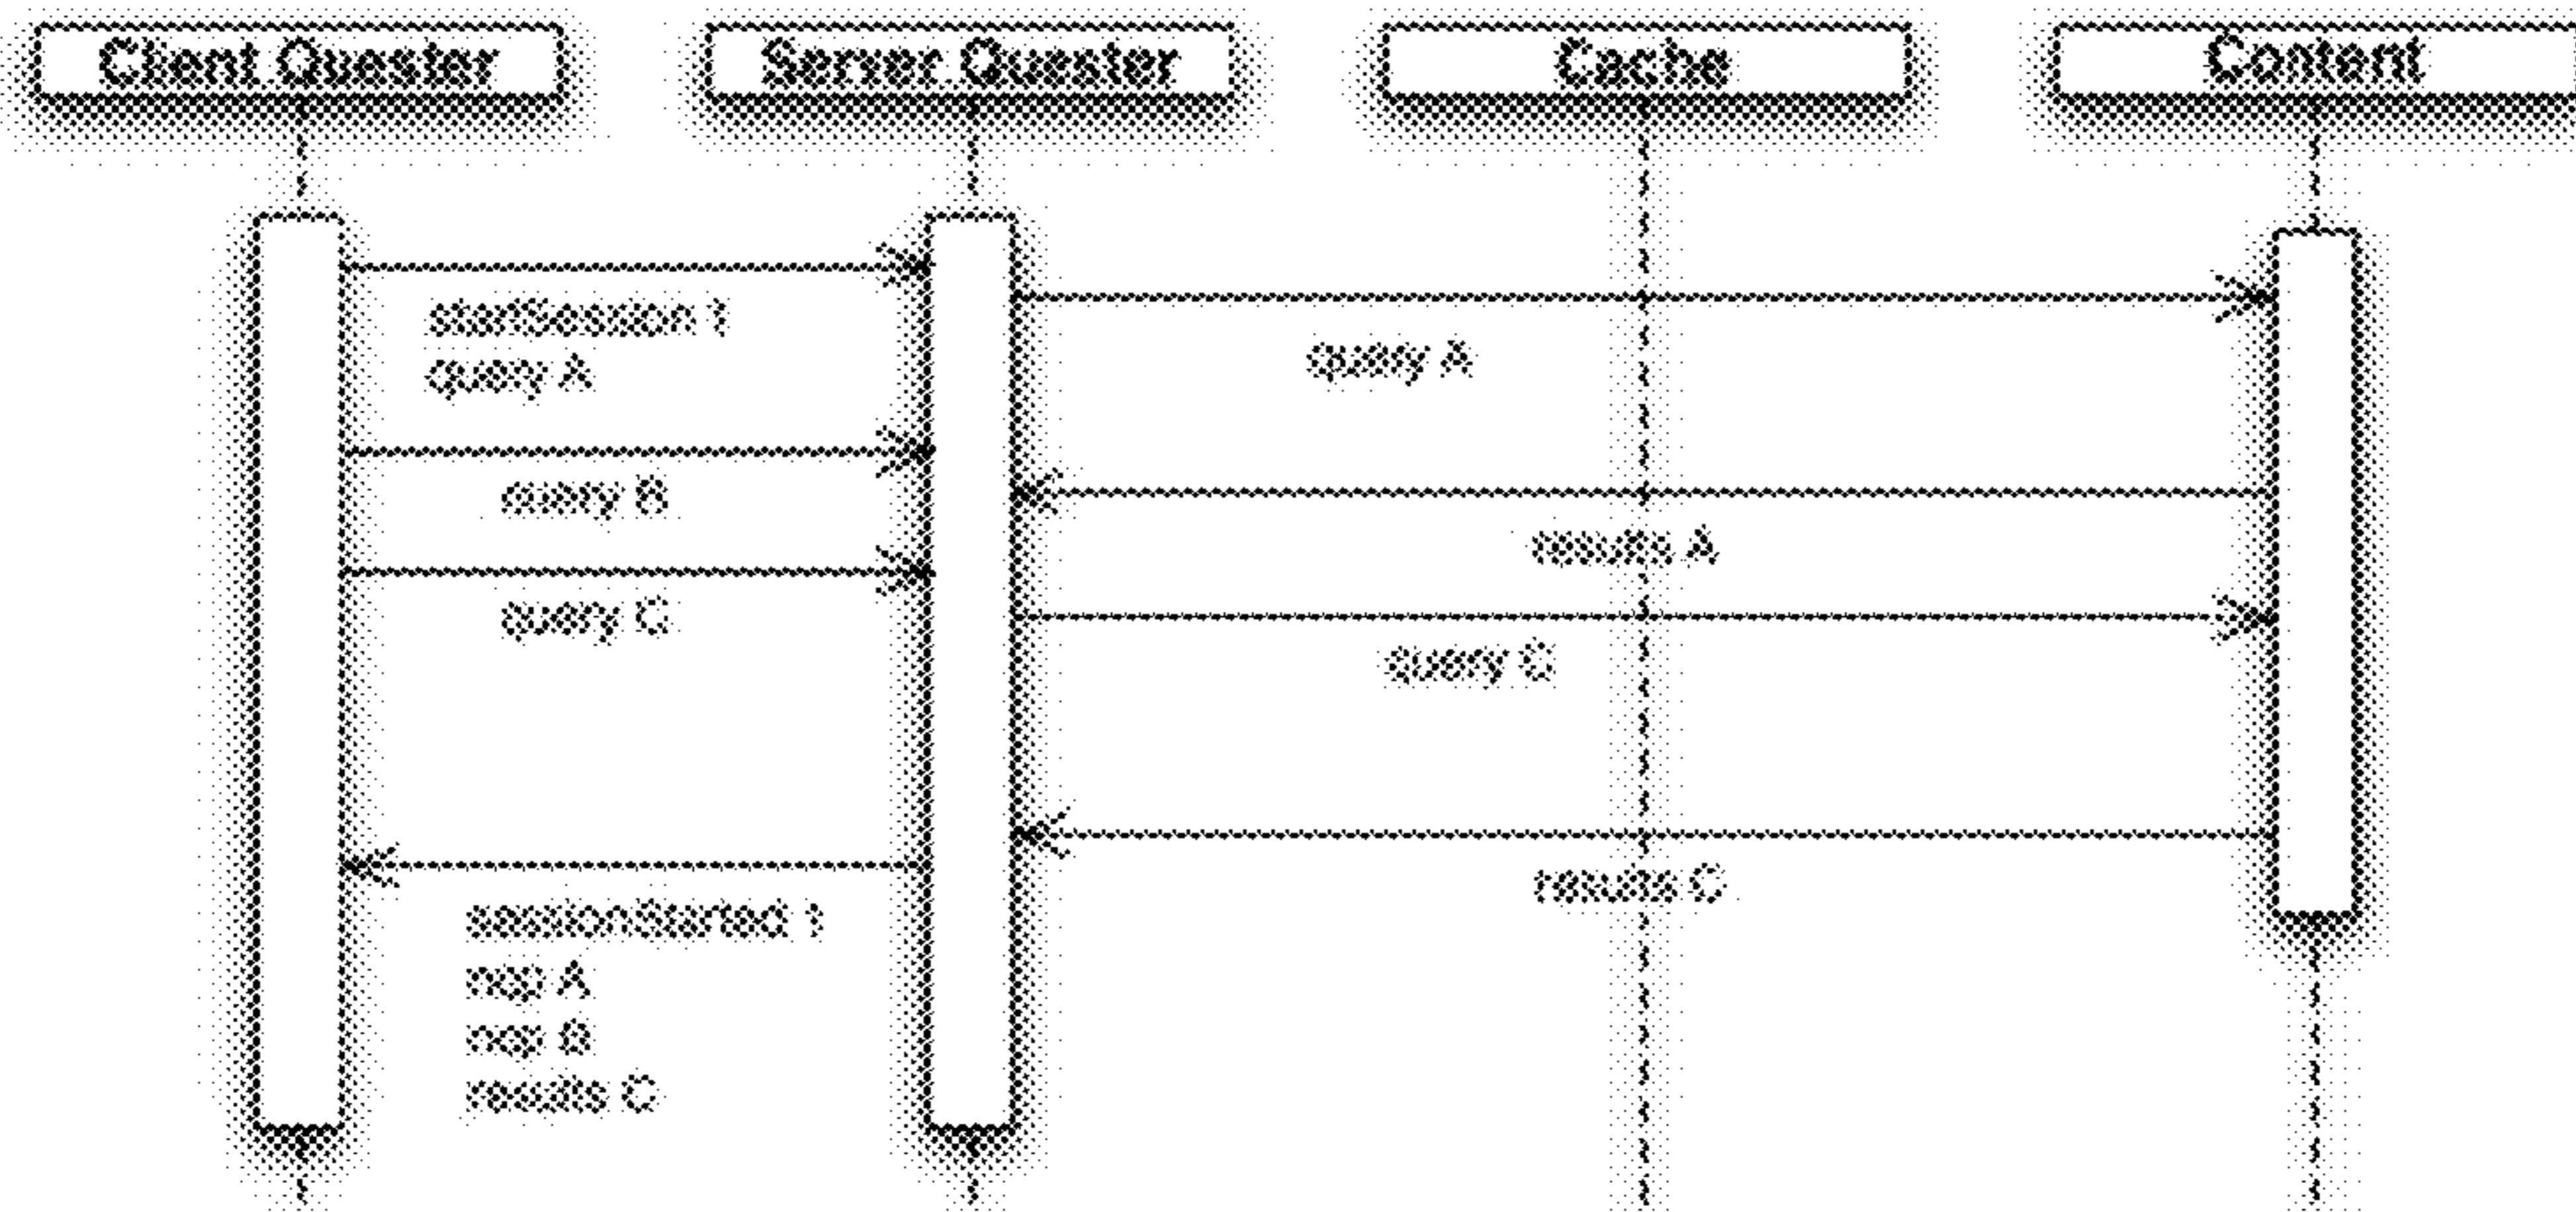 Client Quester
Server Quester
Cache
Content
startSession 1
query A
query A
query B
results A
query C
query C
results C
sessionStarted 1
nop A
nop B
results C